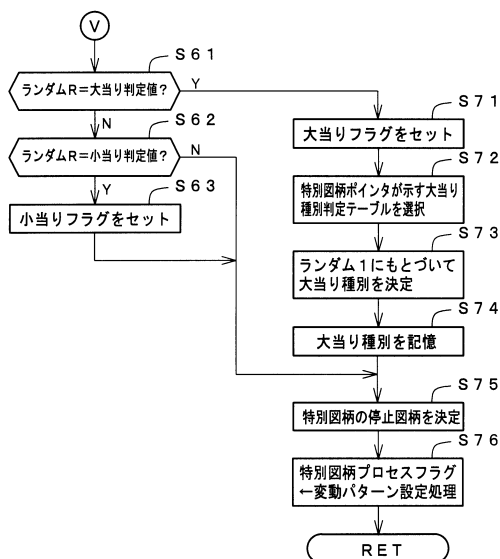 V
S61
ランダムR=大当り判定値?
Y
N
S62
ランダムR=小当り判定値?
N
Y
S63
小当りフラグをセット
S71
大当りフラグをセット
S72
特別図柄ポインタが示す大当り
種別判定テーブルを選択
S73
ランダム1にもとづいて
大当り種別を決定
S74
大当り種別を記憶
S75
特別図柄の停止図柄を決定
S76
特別図柄プロセスフラグ
←変動パターン設定処理
RET